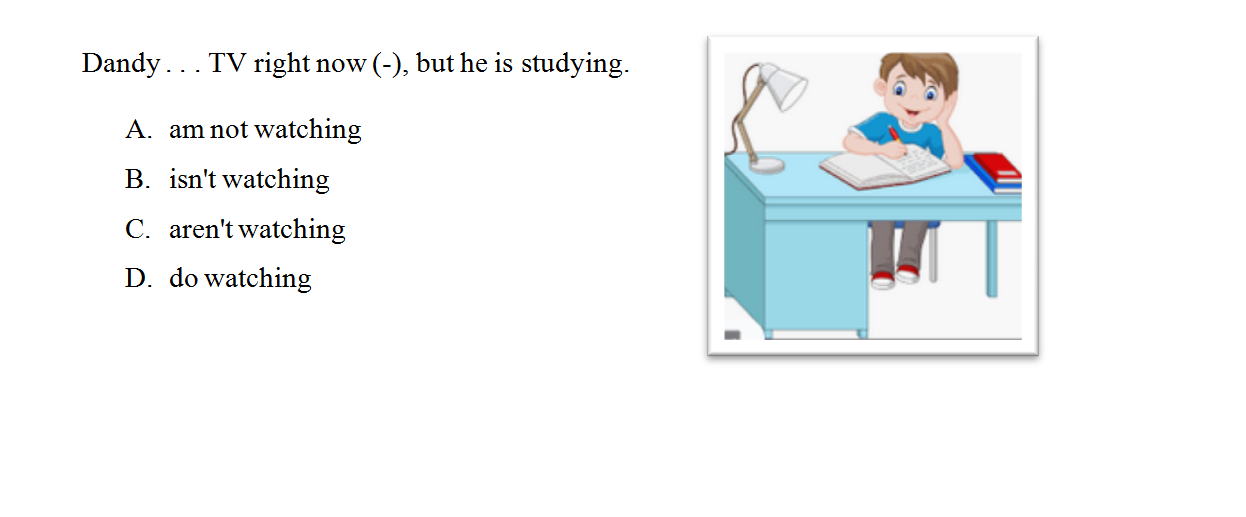 Dandy . . . TV right now (-), but he is studying.
A. am not watching
B. isn't watching
C. aren't watching
D. do watching